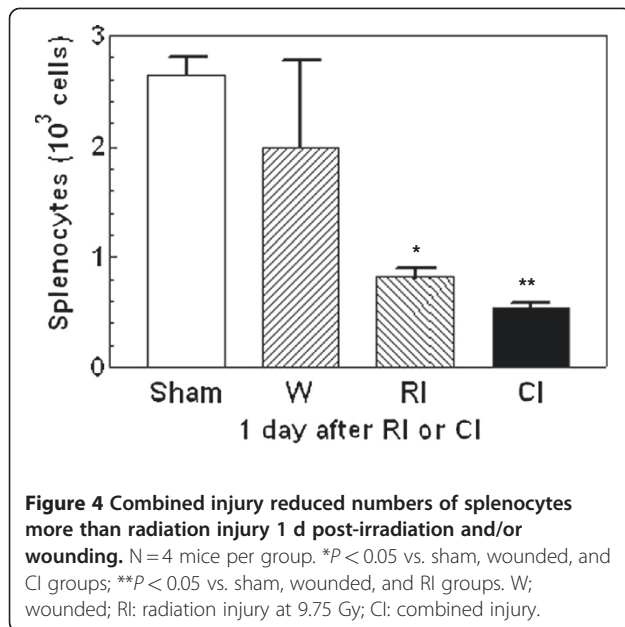 3
2
1
0
Splenocytes (10³ cells)
*
**
Sham W RI CI
1 day after RI or CI
Figure 4 Combined injury reduced numbers of splenocytes
more than radiation injury 1 d post-irradiation and/or
wounding. N = 4 mice per group. *P < 0.05 vs. sham, wounded, and
CI groups; **P < 0.05 vs. sham, wounded, and RI groups. W;
wounded; RI: radiation injury at 9.75 Gy; CI: combined injury.